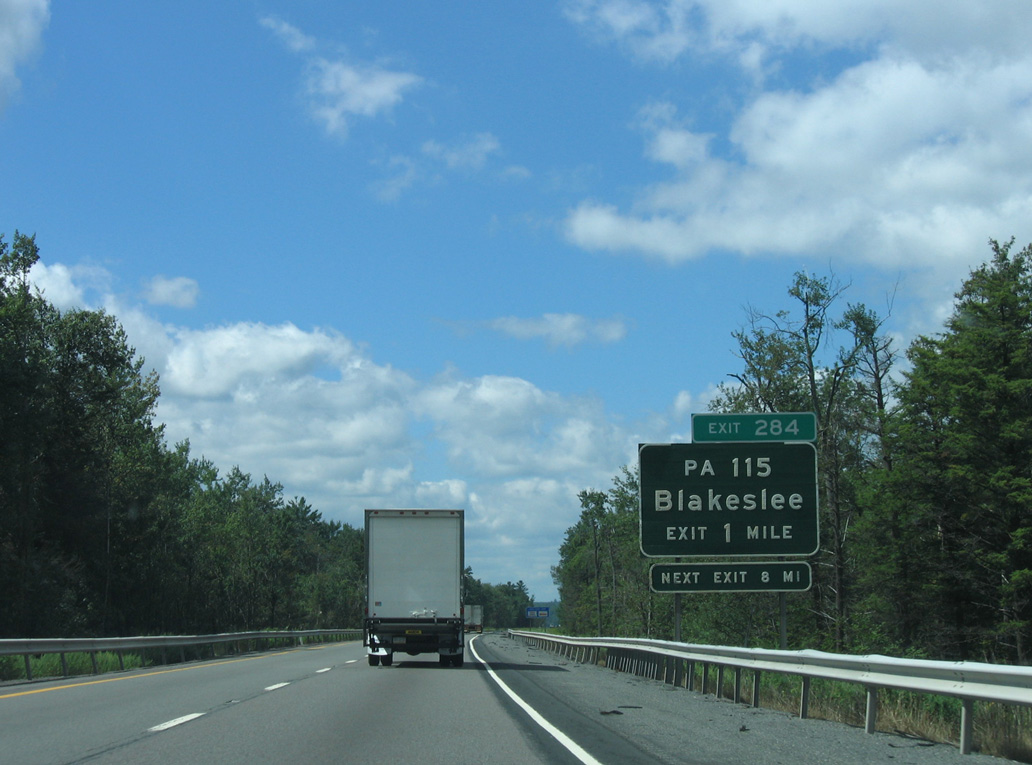 EXIT 284
PA 115
Blakeslee
EXIT 1 MILE
NEXT EXIT 8 MI